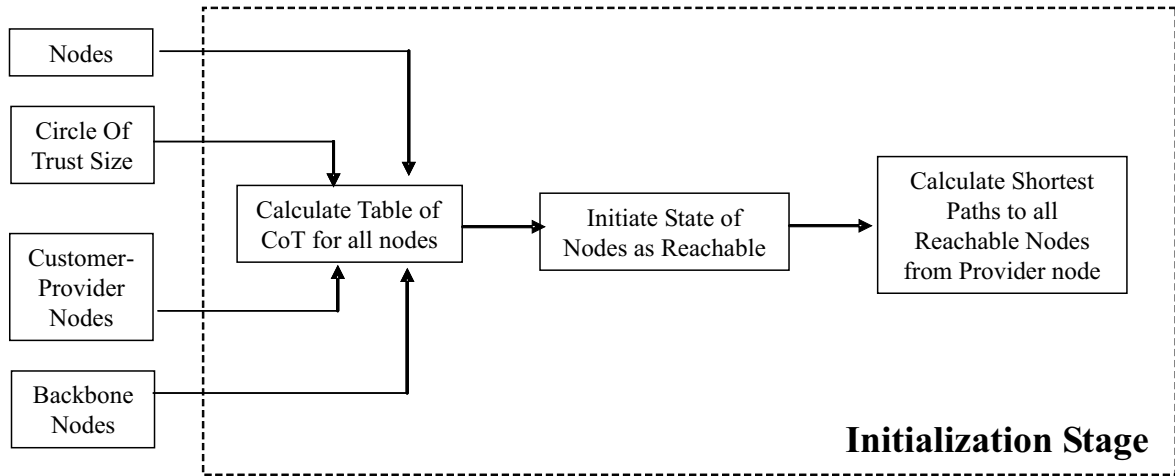 Nodes
Circle Of
Trust Size
Customer-
Provider
Nodes
Backbone
Nodes
Calculate Table of
CoT for all nodes
Initiate State of
Nodes as Reachable
Calculate Shortest
Paths to all
Reachable Nodes
from Provider node
Initialization Stage